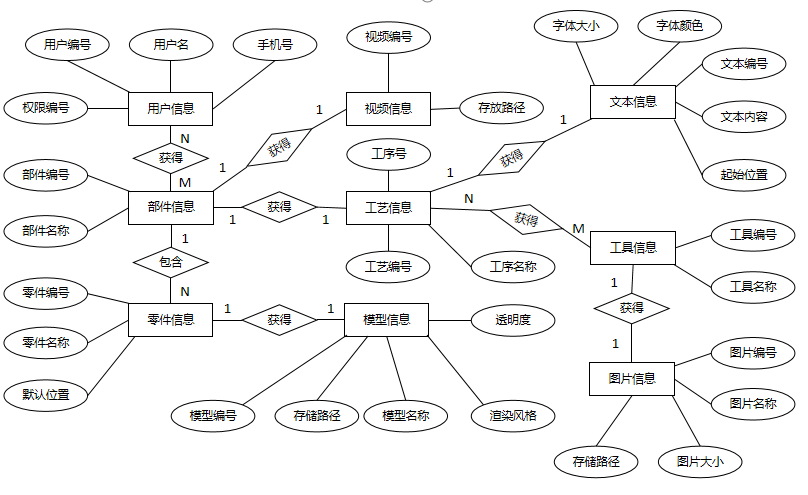 用户编号
用户名
手机号
权限编号
用户信息
N
获得
M
部件编号
部件名称
部件信息
1
获得
1
视频编号
视频信息
存放路径
1
获得
1
工序号
工艺信息
工艺编号
工序名称
1
获得
1
字体大小
字体颜色
文本编号
文本信息
文本内容
起始位置
N
获得
M
工具信息
工具编号
工具名称
1
获得
1
图片信息
图片编号
图片名称
存储路径
图片大小
1
包含
N
零件编号
零件名称
默认位置
零件信息
1
获得
1
模型信息
透明度
模型编号
存储路径
模型名称
渲染风格